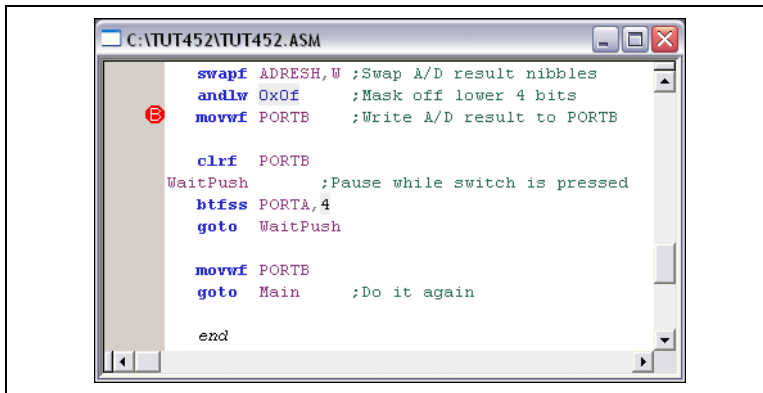 C:\TUT452\TUT452.ASM
swapf ADRESH,W ;Swap A/D result nibbles
andlw 0x0f ;Mask off lower 4 bits
B movwf PORTB ;Write A/D result to PORTB
clrf PORTB
WaitPush ;Pause while switch is pressed
btfss PORTA,4
goto WaitPush
movwf PORTB
goto Main ;Do it again
end